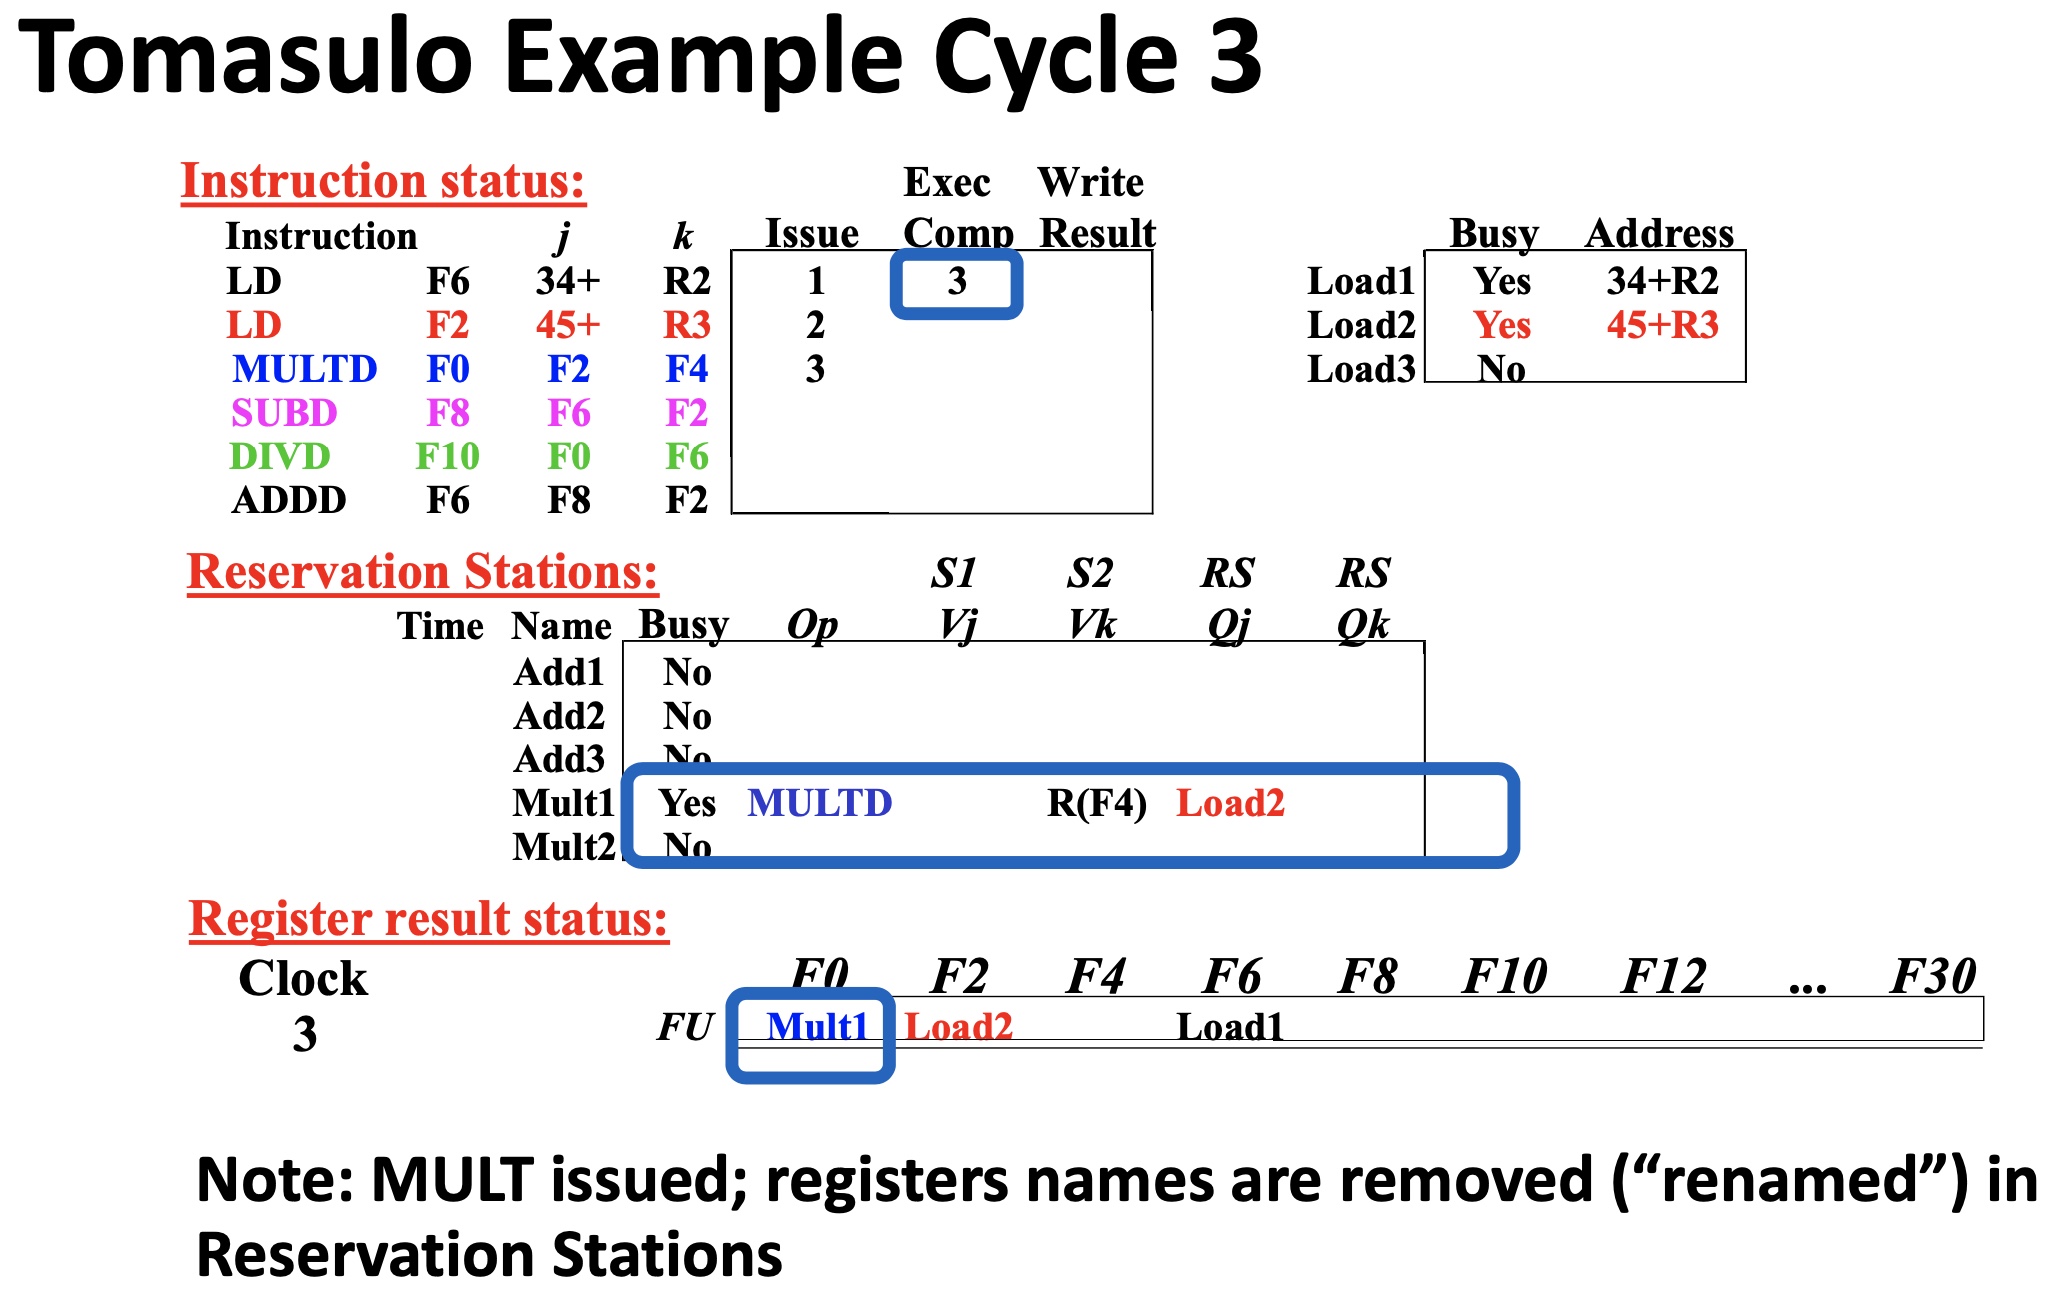 Tomasulo Example Cycle 3
Instruction status: Exec Write
Instruction j k Issue Comp Result Busy Address
LD F6 34+ R2 1 3 Load1 Yes 34+R2
LD F2 45+ R3 2 Load2 Yes 45+R3
MULTD F0 F2 F4 3 Load3 No
SUBD F8 F6 F2
DIVD F10 F0 F6
ADDD F6 F8 F2
Reservation Stations: S1 S2 RS RS
Time Name Busy Op Vj Vk Qj Qk
Add1 No
Add2 No
Add3 No
Mult1 Yes MULTD R(F4) Load2
Mult2 No
Register result status:
Clock F0 F2 F4 F6 F8 F10 F12 ... F30
3 FU Mult1 Load2 Load1
Note: MULT issued; registers names are removed (“renamed”) in
Reservation Stations